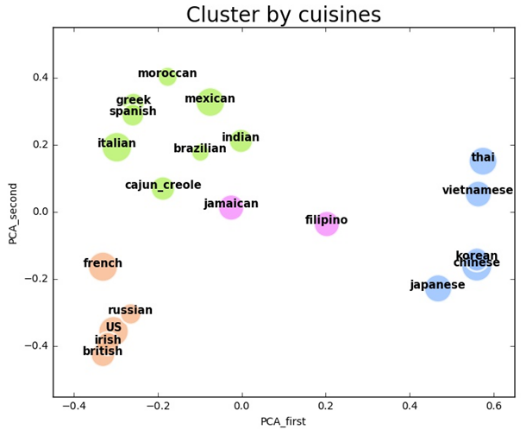 Cluster by cuisines
PCA_second
0.4
0.2
0.0
−0.2
−0.4
moroccan
greek
spanish
mexican
italian
brazilian
indian
cajun_creole
jamaican
filipino
thai
vietnamese
korean
chinese
japanese
french
russian
US
irish
british
−0.4
−0.2
0.0
0.2
0.4
0.6
PCA_first